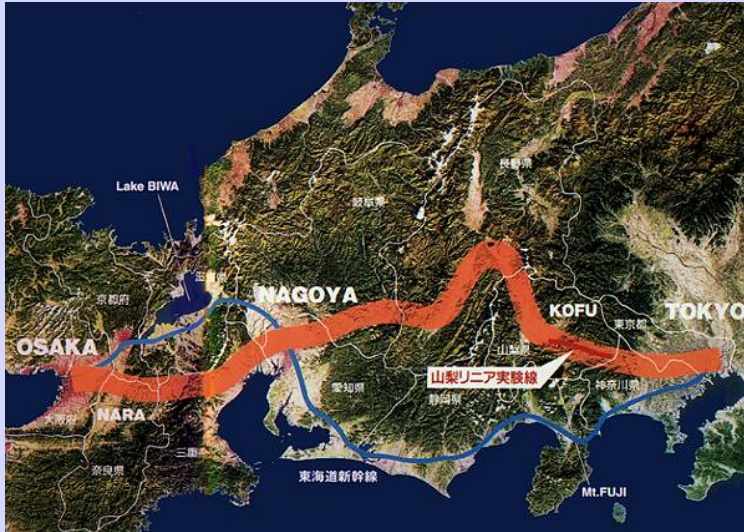 Lake BIWA
長野県
岐阜県
三重県
京都府
NAGOYA
KOFU
TOKYO
東京都
OSAKA
山梨県
山梨リニア実験線
神奈川県
愛知県
静岡県
NARA
大阪府
三重県
奈良県
東海道新幹線
Mt.FUJI